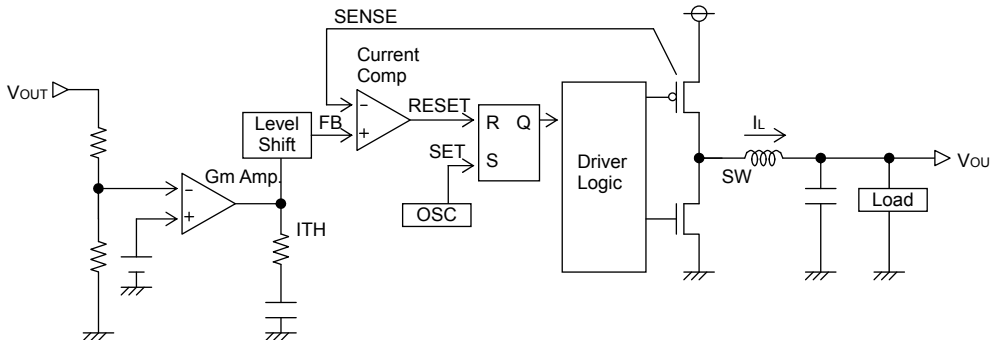 SENSE
Current
Comp
VOUT
Level
Shift
FB
-
+
RESET
R Q
S
SET
OSC
Gm Amp.
-
+
ITH
Driver
Logic
IL
SW
VOU
Load